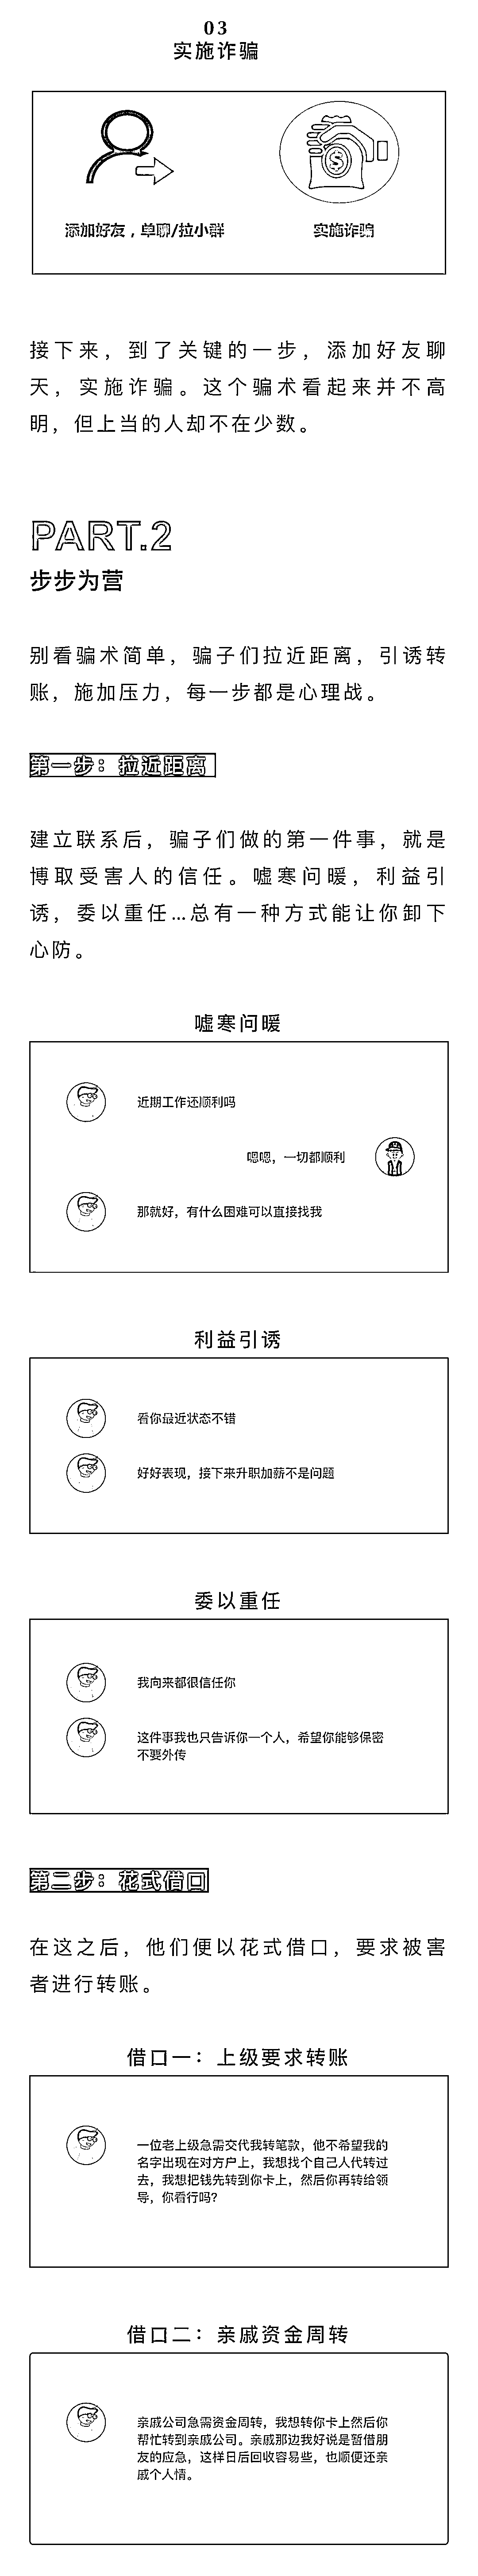 03
实施诈骗
添加好友，单聊/拉小群
实施诈骗
接下来，到了关键的一步，添加好友聊
天，实施诈骗。这个骗术看起来并不高
明，但上当的人却不在少数。
PART.2
步步为营
别看骗术简单，骗子们拉近距离，引诱转
账，施加压力，每一步都是心理战。
第一步：拉近距离
建立联系后，骗子们做的第一件事，就是
博取受害人的信任。嘘寒问暖，利益引
诱，委以重任...总有一种方式能让你卸下
心防。
嘘寒问暖
近期工作还顺利吗
嗯嗯，一切都顺利
那就好，有什么困难可以直接找我
利益引诱
看你最近状态不错
好好表现，接下来升职加薪不是问题
委以重任
我向来都很信任你
这件事我也只告诉你一个人，希望你能够保密
不要外传
第二步：花式借口
在这之后，他们便以花式借口，要求被害
者进行转账。
借口一：上级要求转账
一位老上级急需交代我转笔款，他不希望我的
名字出现在对方户上，我想找个自己人代转过
去，我想把钱先转到你卡上，然后你再转给领
导，你看行吗?
借口二：亲戚资金周转
亲戚公司急需资金周转，我想转你卡上然后你
帮忙转到亲戚公司。亲戚那边我好说是暂借朋
友的应急，这样日后回收容易些，也顺便还亲
戚个人情。